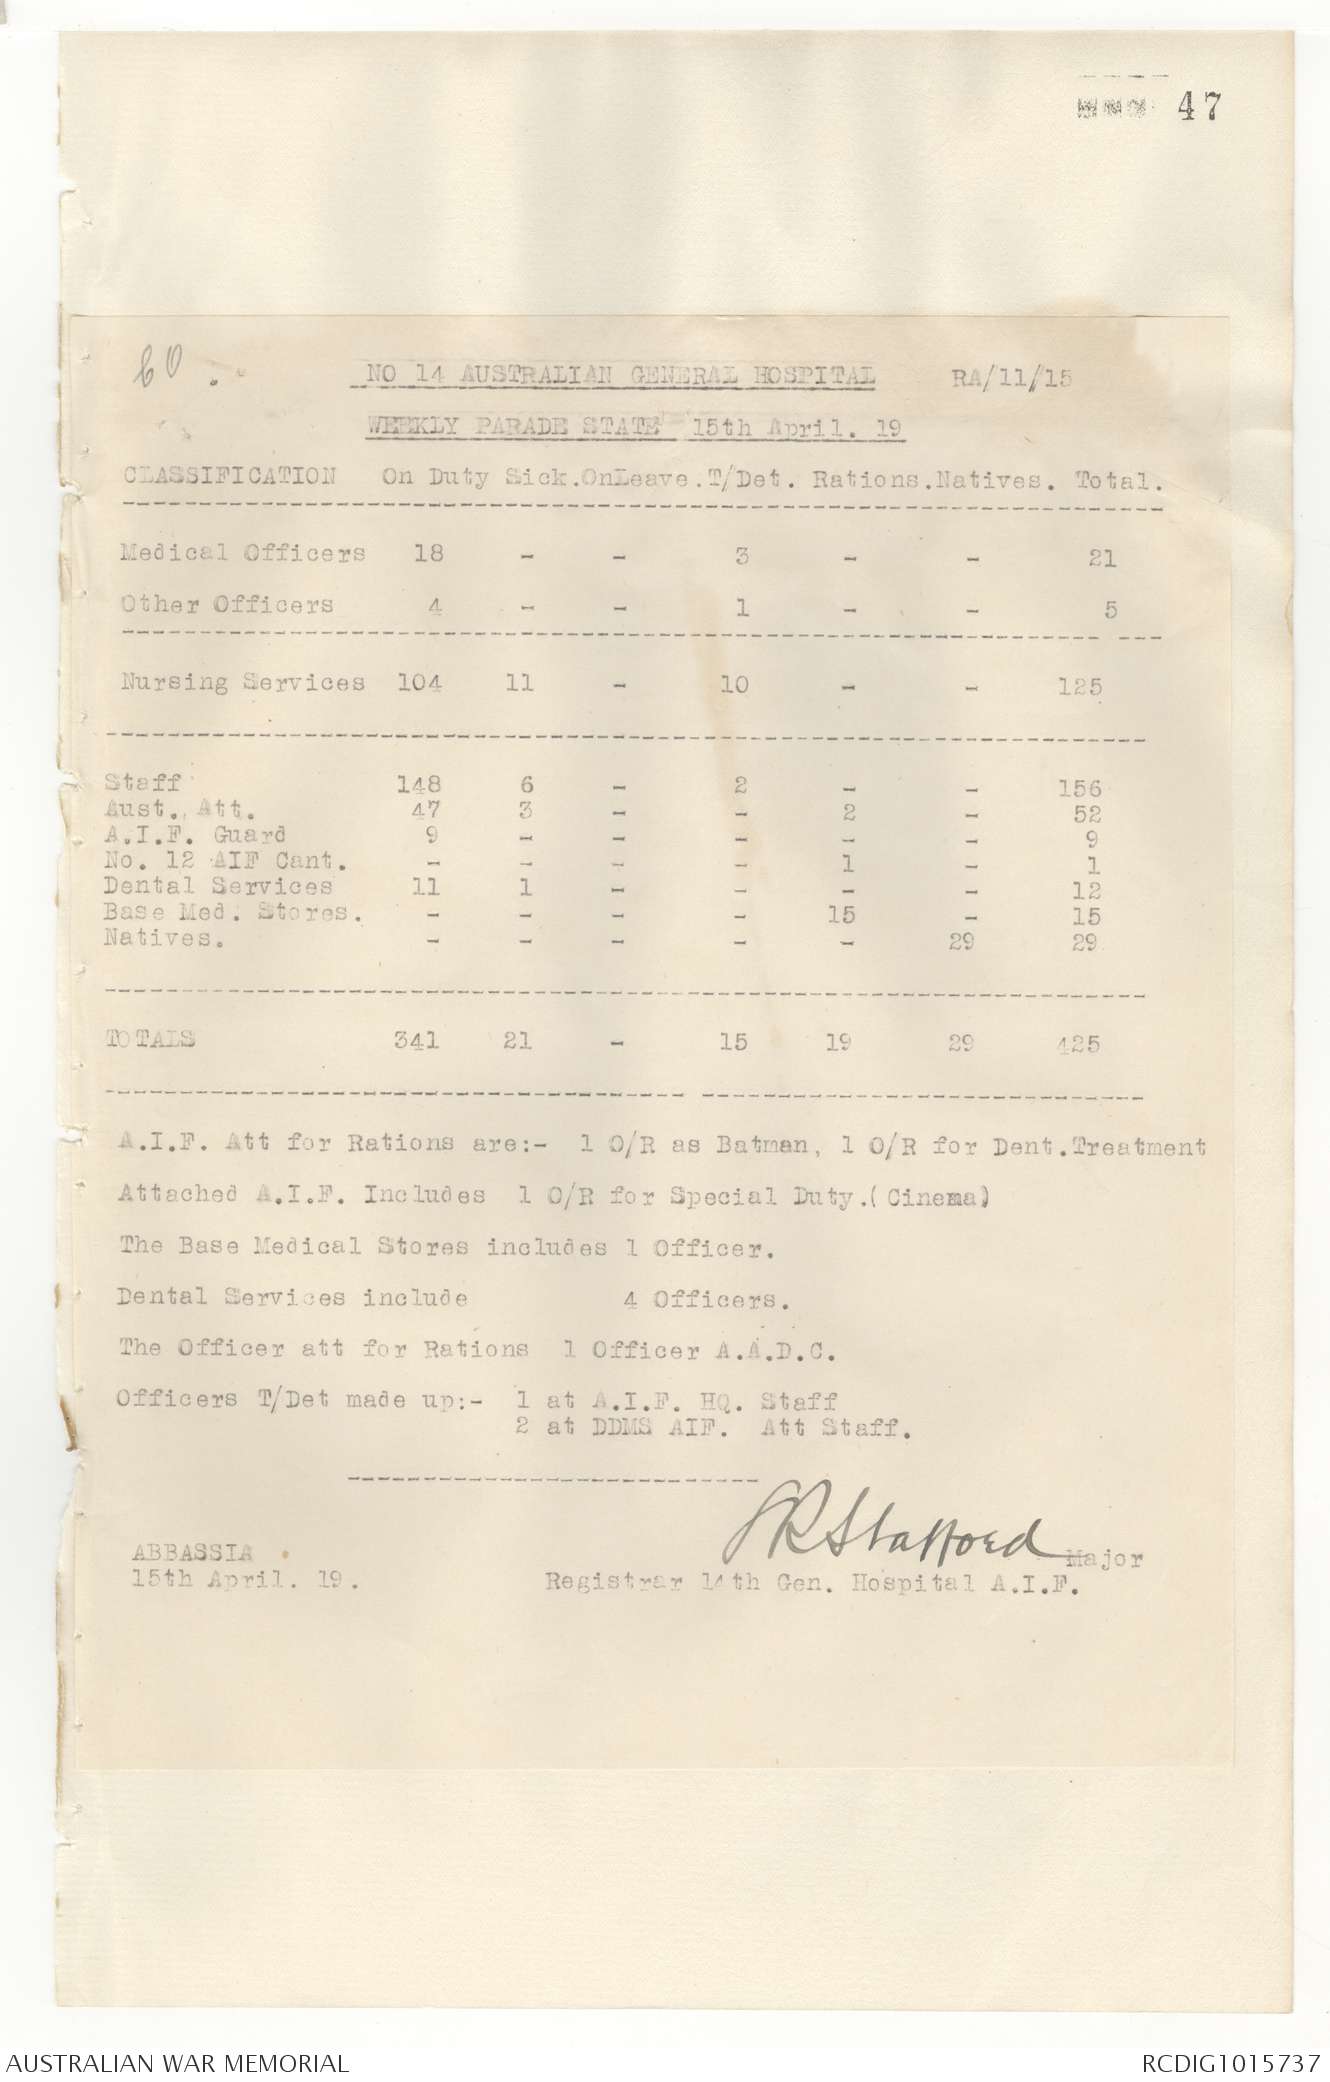 47
CO.
NO 14 AUSTRALIAN GENERAL HOSPITAL RA/11/15
WEEKLY PARADE STATE 15th April. 19
CLASSIFICATION On Duty Sick. OnLeave. T/Det. Rations. Natives. Total.
Medical Officers 18 - - 3 - - 21
Other Officers 4 - - 1 - - 5
Nursing Services 104 11 - 10 - - 125
Staff 148 6 - 2 - - 156
Aust. Att. 47 3 - - 2 - 52
A.I.F. Guard 9 - - - - - 9
No. 12 AIF Cant. - - - - 1 - 1
Dental Services 11 1 - - - - 12
Base Med. Stores. - - - - 15 - 15
Natives. - - - - - 29 29
TOTALS 341 21 - 15 19 29 425
A.I.F. Att for Rations are:- 1 O/R as Batman, 1 O/R for Dent.Treatment
Attached A.I.F. Includes 1 O/R for Special Duty.(Cinema)
The Base Medical Stores includes 1 Officer.
Dental Services include 4 Officers.
The Officer att for Rations 1 Officer A.A.D.C.
Officers T/Det made up:- 1 at A.I.F. HQ. Staff
2 at DDMS AIF. Att Staff.
Stafford Major
ABBASSIA
15th April. 19.
Registrar 14th Gen. Hospital A.I.F.
AUSTRALIAN WAR MEMORIAL
RCDIG1015737